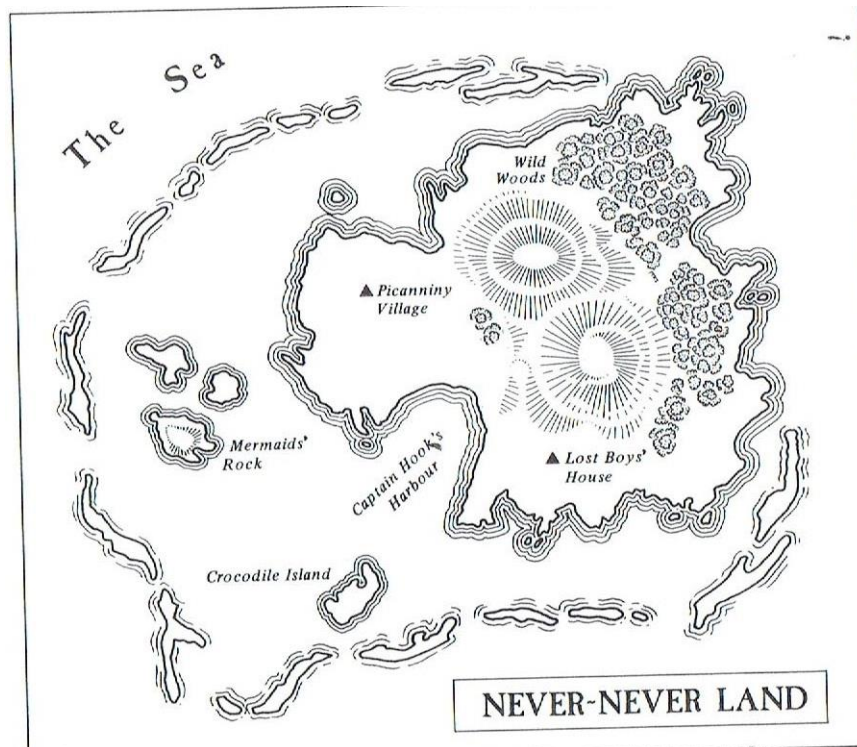 The Sea
Wild
Woods
Picanniny
Village
Mermaids'
Rock
Captain Hook's
Harbour
Lost Boys'
House
Crocodile Island
NEVER-NEVER LAND